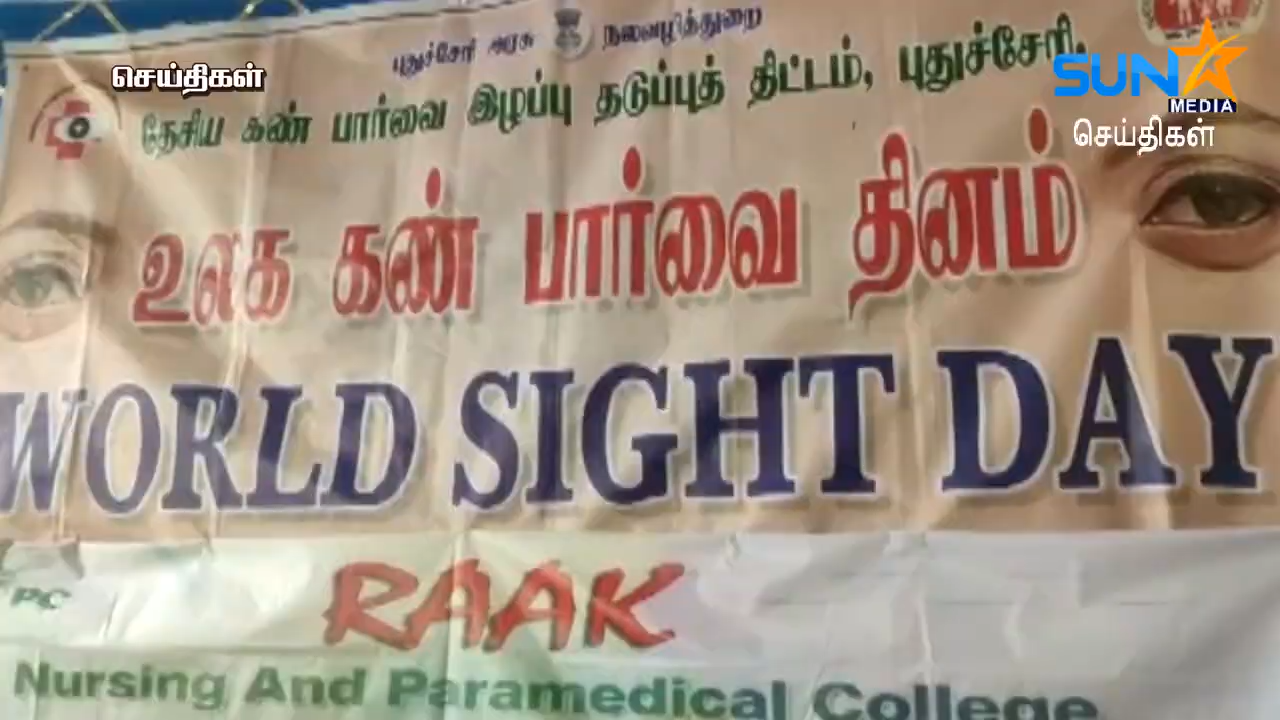 புதுச்சேரி அரசு நலவழித்துறை
செய்திகள்
தேசிய கண் பார்வை இழப்பு தடுப்புத் திட்டம், புதுச்சேரி.
SUN
MEDIA
செய்திகள்
உலக கண் பார்வை தினம்
WORLD SIGHT DAY
PC
RAAK
Nursing And Paramedical College